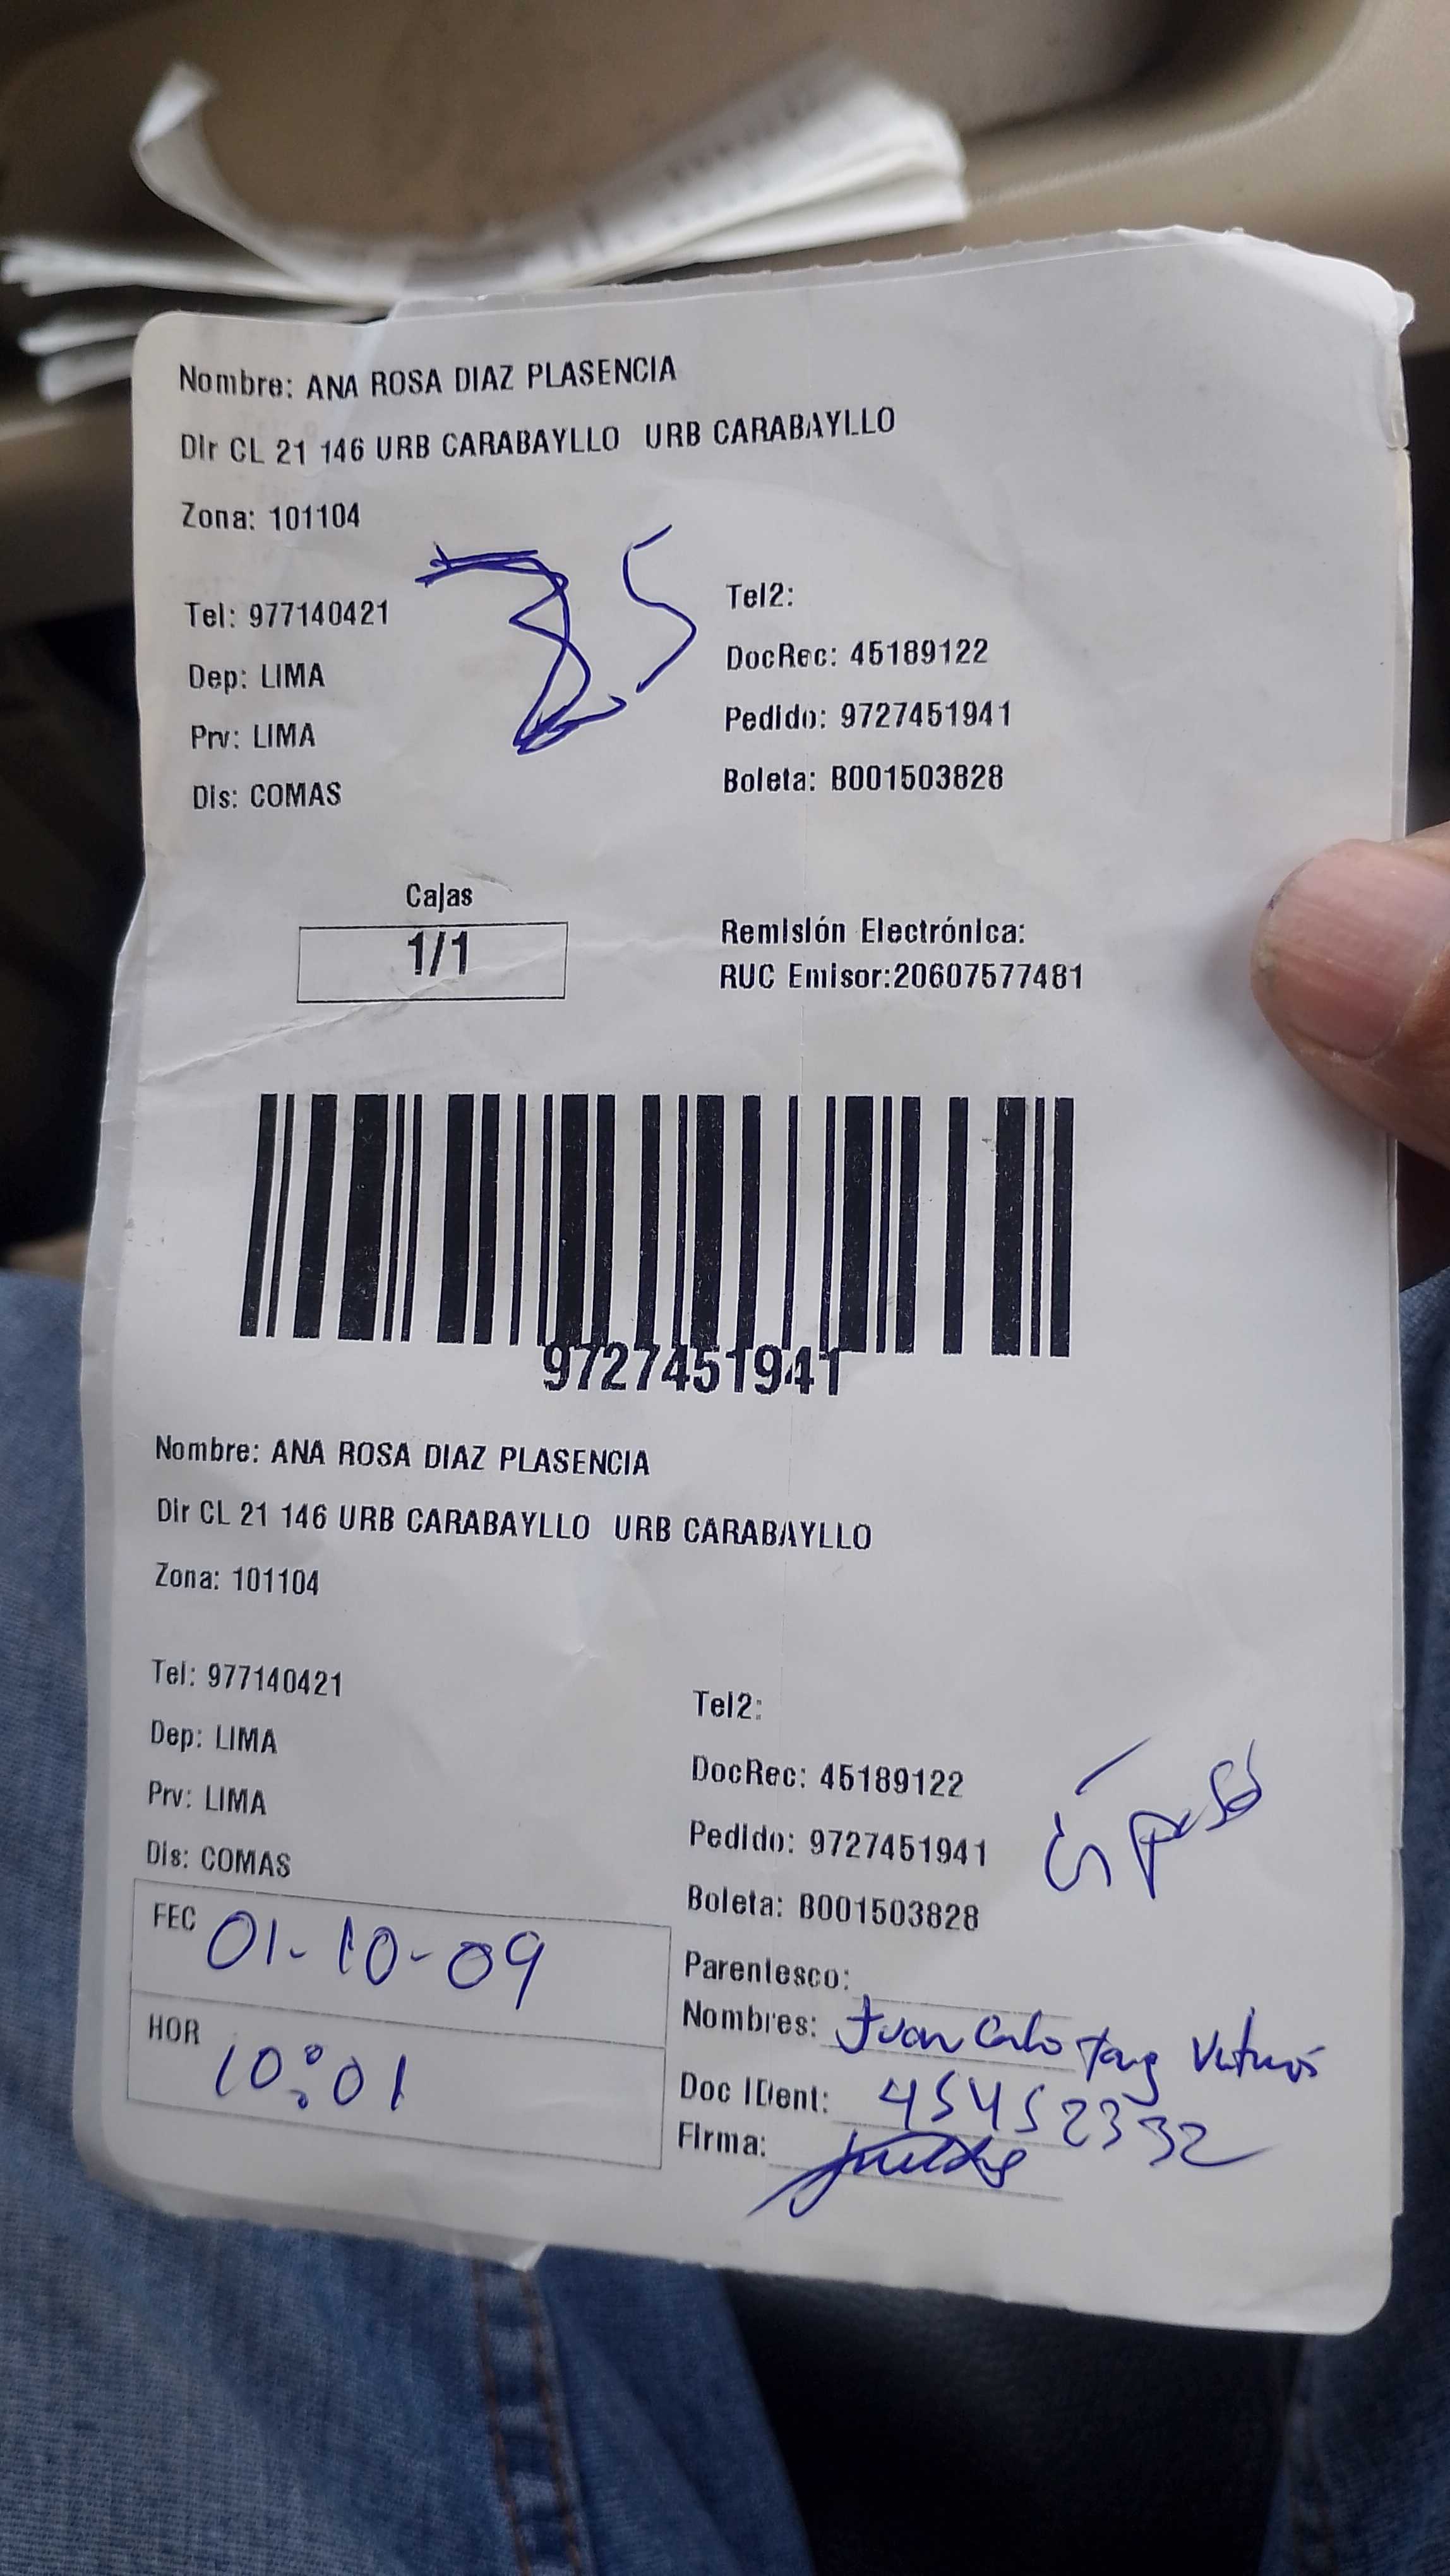 Nombre: ANA ROSA DIAZ PLASENCIA
Dir CL 21 146 URB CARABAYLLO URB CARABAYLLO
Zona: 101104
35
Tel: 977140421
Tel2:
Dep: LIMA
DocRec: 45189122
Prv: LIMA
Pedido: 9727451941
Dis: COMAS
Boleta: B001503828
Cajas
1/1
Remisión Electrónica:
RUC Emisor:20607577481
9727451941
Nombre: ANA ROSA DIAZ PLASENCIA
Dir CL 21 146 URB CARABAYLLO URB CARABAYLLO
Zona: 101104
Tel: 977140421
Tel2:
Dep: LIMA
DocRec: 45189122
Prv: LIMA
Pedido: 9727451941
Dis: COMAS
Boleta: B001503828
FEC 01-10-09
Parentesco:
HOR 10:01
Nombres: Juan Carlo
Doc IDent: 45452332
Firma: